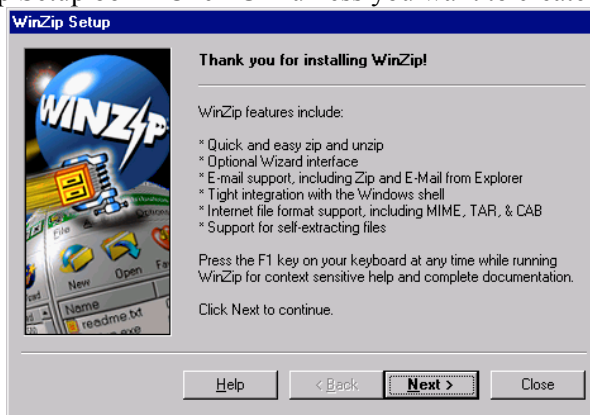 WinZip Setup
Thank you for installing WinZip!
WinZip features include:
* Quick and easy zip and unzip
* Optional Wizard interface
* E-mail support, including Zip and E-Mail from Explorer
* Tight integration with the Windows shell
* Internet file format support, including MIME, TAR, & CAB
* Support for self-extracting files
Press the F1 key on your keyboard at any time while running
WinZip for context sensitive help and complete documentation.
Click Next to continue.
WINZIP
File
Options
New
Open
Name
readme.txt
Help
< Back
Next >
Close